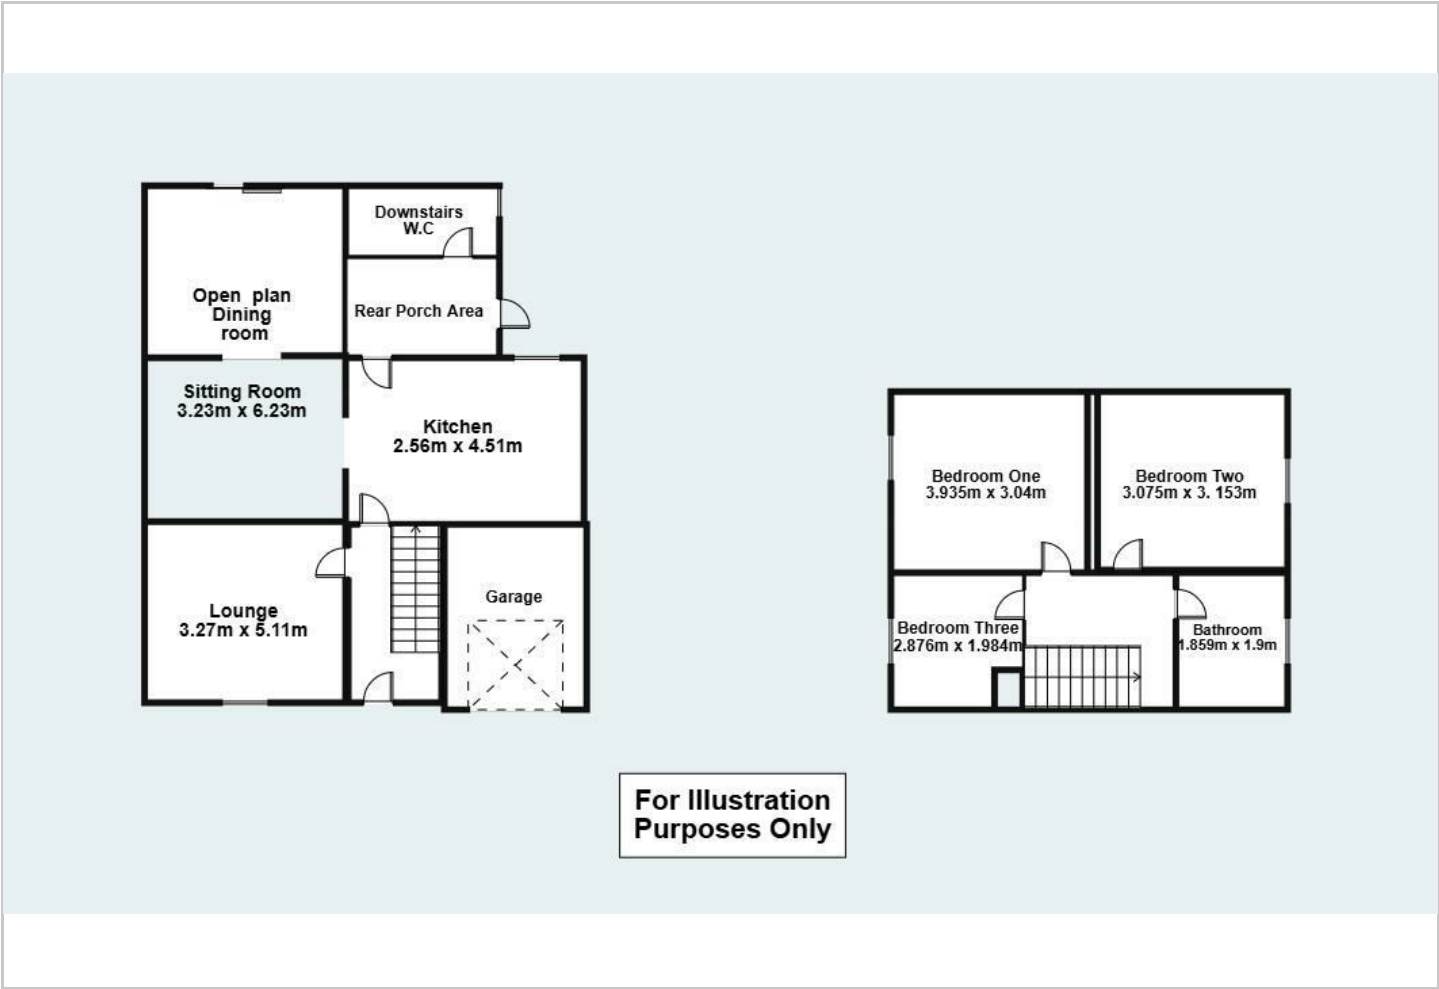 Downstairs
W.C
Open plan
Dining
room
Rear Porch Area
Sitting Room
3.23m x 6.23m
Kitchen
2.56m x 4.51m
Lounge
3.27m x 5.11m
Garage
Bedroom One
3.935m x 3.04m
Bedroom Two
3.075m x 3. 153m
Bedroom Three
2.876m x 1.984m
Bathroom
1.859m x 1.9m
For Illustration
Purposes Only